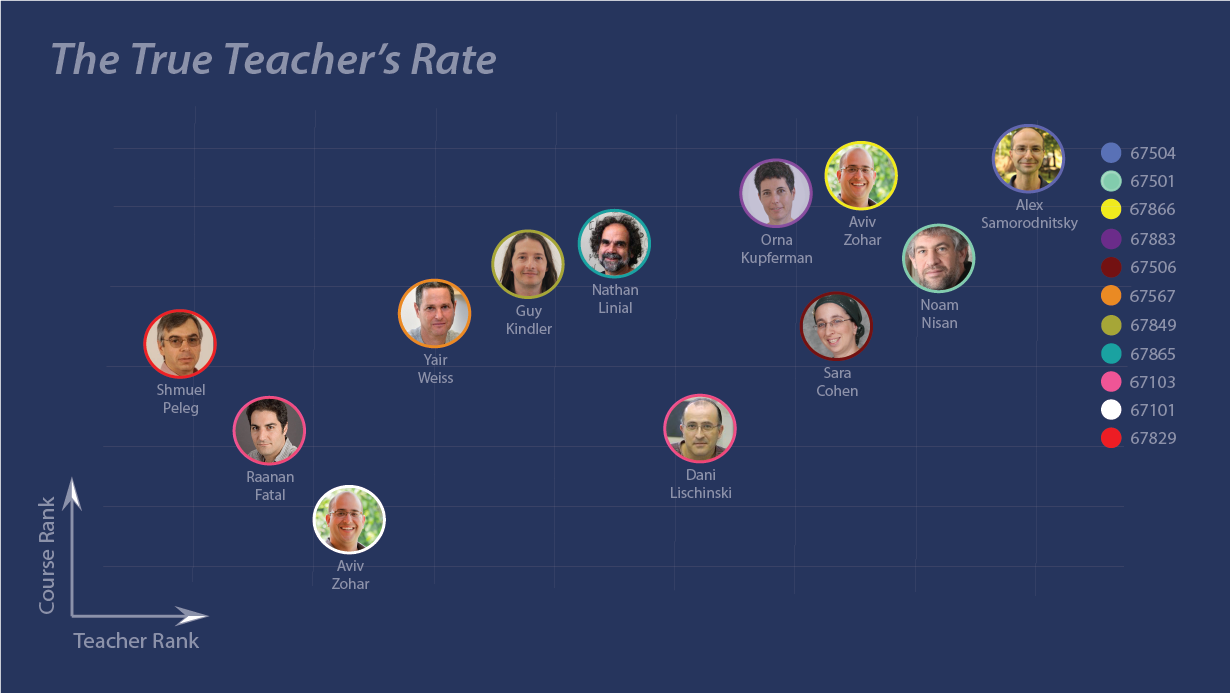 The True Teacher's Rate
Alex
Samorodnitsky
Orna
Kupferman
Aviv
Zohar
Noam
Nisan
Nathan
Linial
Guy
Kindler
Yair
Weiss
Sara
Cohen
Shmuel
Peleg
Raanan
Fatal
Dani
Lischinski
Aviv
Zohar
67504
67501
67866
67883
67506
67567
67849
67865
67103
67101
67829
Course Rank
Teacher Rank